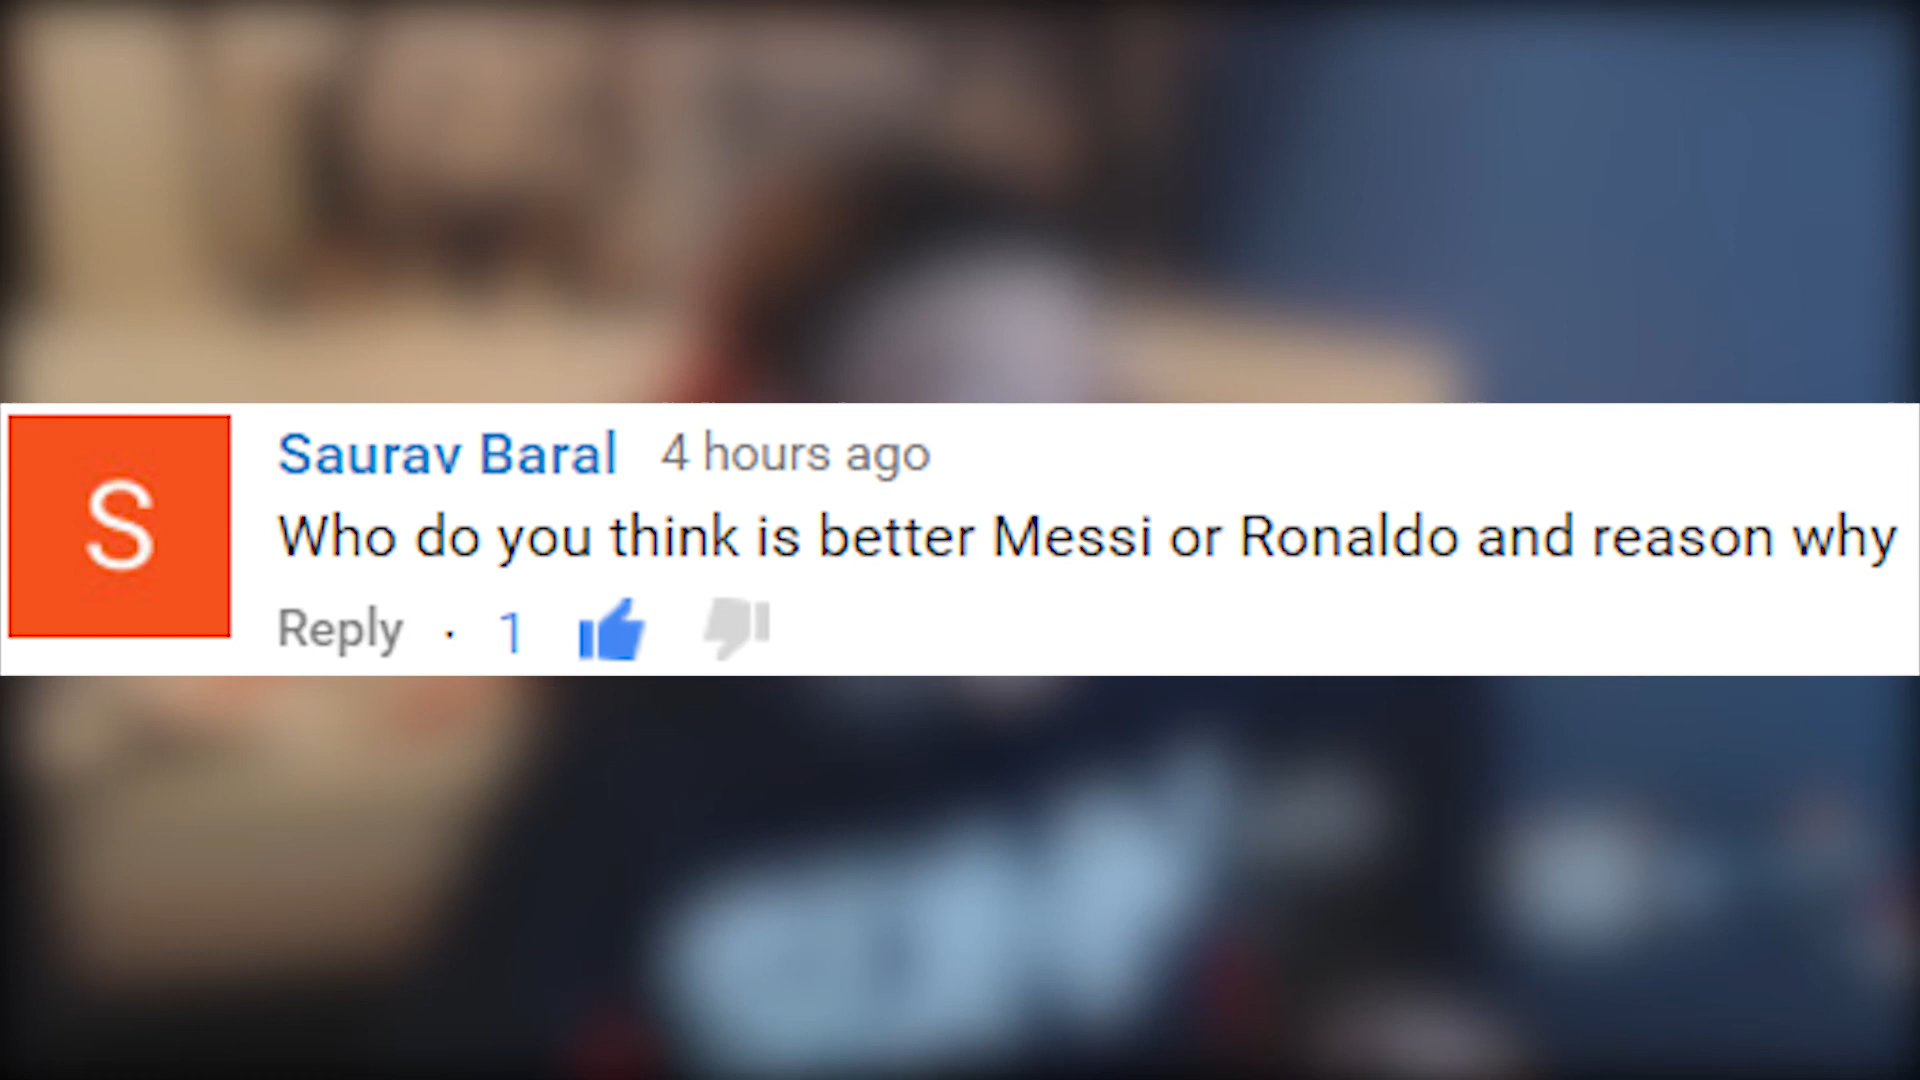 S
Saurav Baral 4 hours ago
Who do you think is better Messi or Ronaldo and reason why
Reply · 1